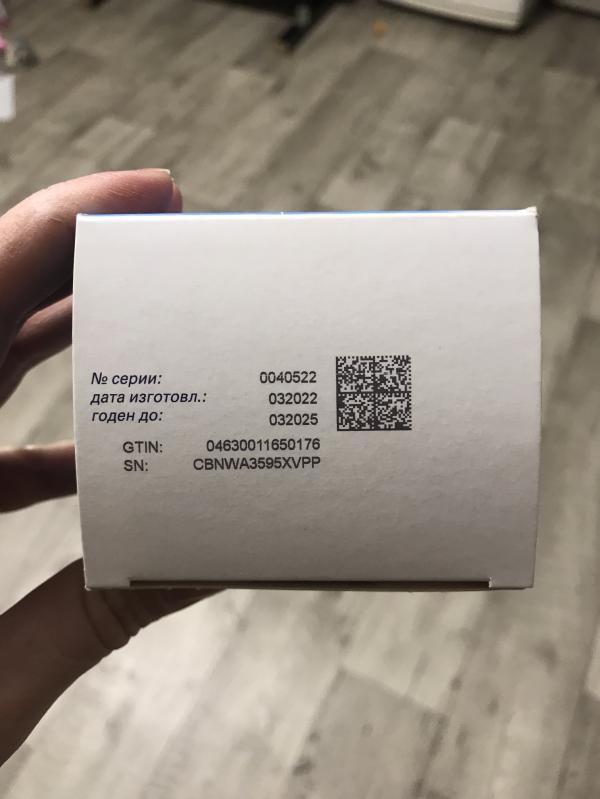 № серии: 0040522
дата изготовл.: 032022
годен до: 032025
GTIN: 04630011650176
SN: CBNWA3595XVPP